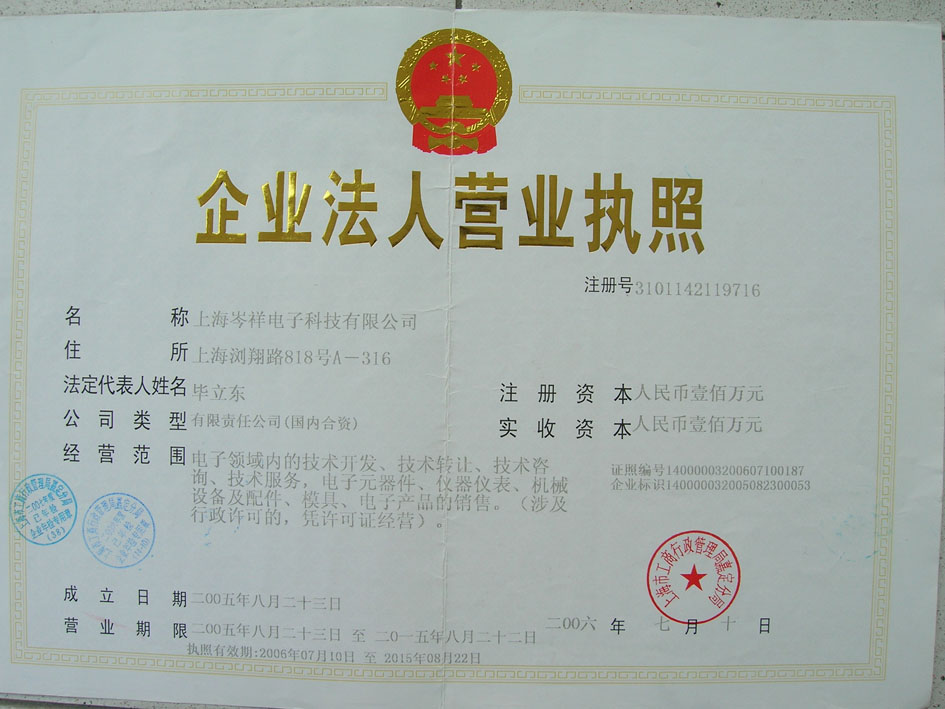 企业法人营业执照
注册号3101142119716
名称 上海岑祥电子科技有限公司
住所 上海浏翔路818号A－316
法定代表人姓名 毕立东
注册资本 人民币壹佰万元
公司类型 有限责任公司(国内合资)
实收资本 人民币壹佰万元
经营范围 电子领域内的技术开发、技术转让、技术咨
询、技术服务，电子元器件、仪器仪表、机械
设备及配件、模具、电子产品的销售。（涉及
行政许可的，凭许可证经营）。
证照编号14000003200607100187
企业标识140000032005082300053
上海市工商行政管理局嘉定分局
成立日期 二00五年八月二十三日
营业期限 二00五年八月二十三日 至 二0一五年八月二十二日
执照有效期:2006年07月10日 至 2015年08月22日
二00六 年 七 月 十 日